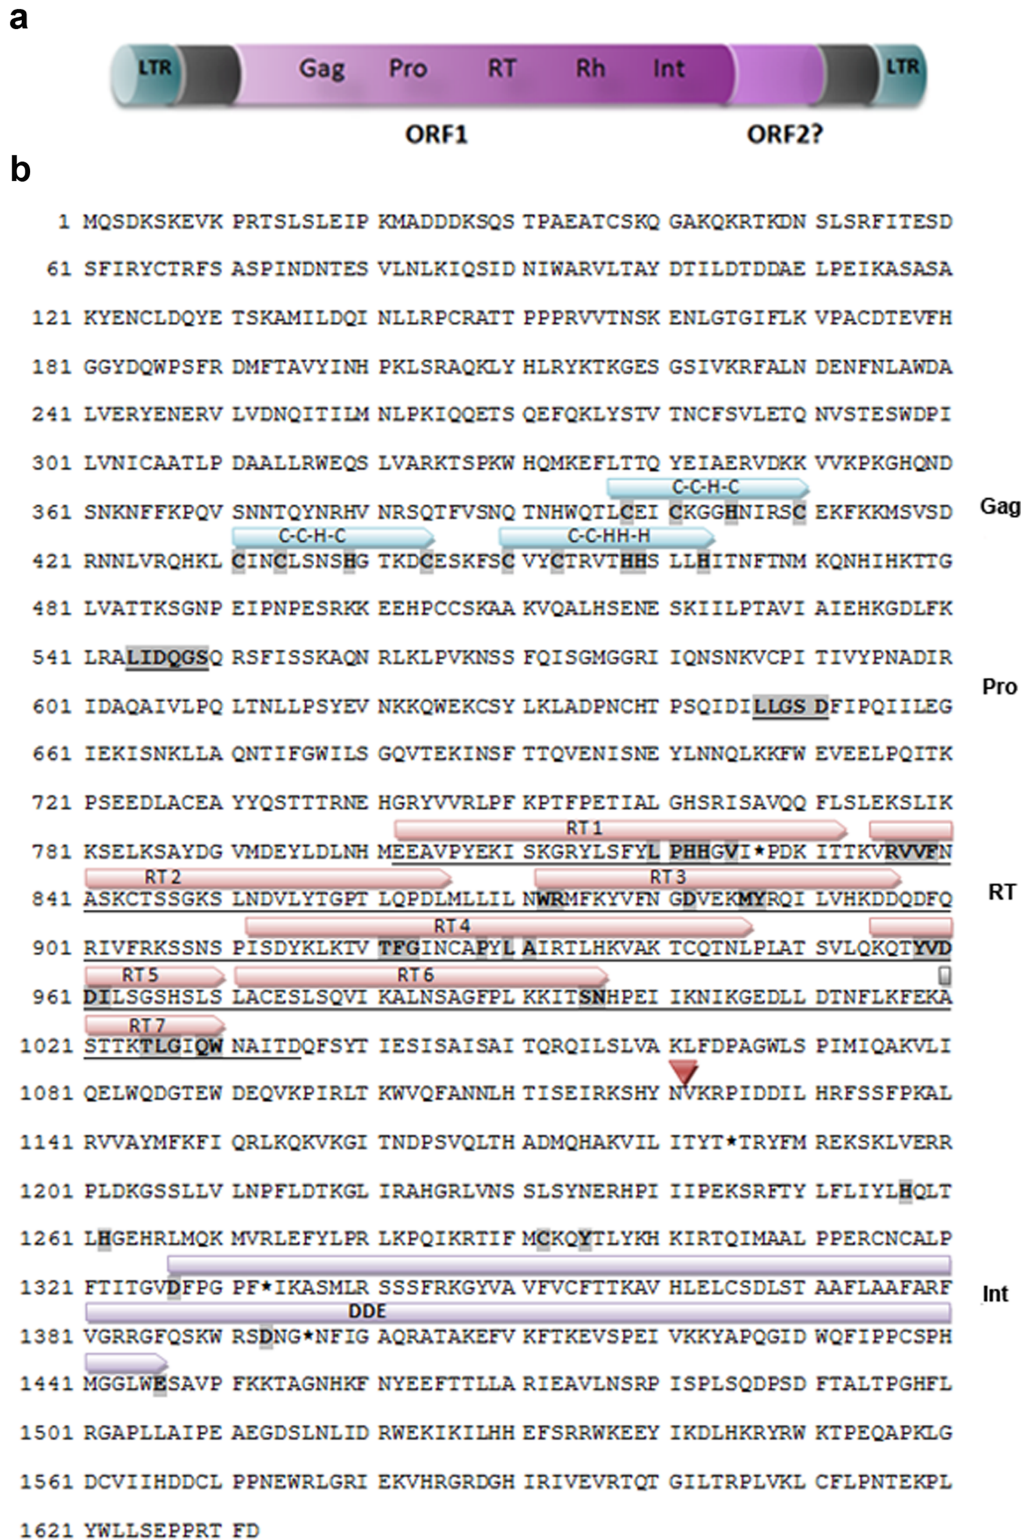 a
LTR Gag Pro RT Rh Int LTR
ORF1 ORF2?
b
1 MQSDKSKEVK PRTSLSLEIP KMADDDKSQS TPAEATCSKQ GAKQKRTKDN SLSRFITESD
61 SFIRYCTRFS ASPINDNTES VLNLKIQSID NIWARVLTAY DTILDTDDAE LPEIKASASA
121 KYENCLDQYE TSKAMILDQI NLLRPCRATT PPPRVVTNSK ENLGTGIFLK VPACDTEVFH
181 GGYDQWPSFR DMFTAVYINH PKLSRAQKLY HLRYKTKGES GSIVKRFALN DENFNLAWDA
241 LVERYENERV LVDNQITILM NLPKIQQETS QEFQKLYSTV TNCFSVLETQ NVSTESWDPI
301 LVNICAATLP DAALLRWEQS LVARKTSPKW HQMKEFLTTQ YEIAERVDKK VVKPKGHQND
C-C-H-C
361 SNKNFFKPQV SNNTQYNRHV NRSQTFVSNQ TNHWQTLCEI CKGGHNIRSC EKFKKMSVSD
Gag
C-C-H-C C-C-HH-H
421 RNNLVRQHKL CINCLSNSHG TKDCESKFSC VYCTRVTHHS LLHITNFTNM KQNHIHKTTG
481 LVATTKSGNP EIPNPESRKK EEHPCCSKAA KVQALHSENE SKIILPTAVI AIEHKGDLFK
541 LRALIDQGSQ RSFISSKAQN RLKLPVKNSS FQISGMGGRI IQNSNKVCPI TIVYPNADIR
Pro
601 IDAQAIVLPQ LTNLLPSYEV NKKQWEKCSY LKLADPNCHT PSQIDILLGS DFIPQIILEG
661 IEKISNKLLA QNTIFGWILS GQVTEKINSF TTQVENISNE YLNNQLKKFW EVEELPQITK
721 PSEEDLACEA YYQSTTTRNE HGRYVVRLPF KPTFPETIAL GHSRISAVQQ FLSLEKSLIK
RT 1
781 KSELKSAYDG VMDEYLDLNH MEEAVPYEKI SKGRYLSFYL PHHGVI*PDK ITTKVRVVFN
RT 2 RT 3
841 ASKCTSSGKS LNDVLYTGPT LQPDLMLLIL NWRMFKYVFN GDVEKMYRQI LVHKDDQDFQ
RT
RT 4
901 RIVFRKSSNS PISDYKLKTV TFGINCAPYL AIRTLHKVAK TCQTNLPLAT SVLQKQTYVD
RT 5 RT 6
961 DILSGSHSLS LACESLSQVI KALNSAGFPL KKITSNHPEI IKNIKGEDLL DTNFLKFEKA
RT 7
1021 STTKTLGIQW NAITDQFSYT IESISAISAI TQRQILSLVA KLFDPAGWLS PIMIQAKVLI
1081 QELWQDGTEW DEQVKPIRLT KWVQFANNLH TISEIRKSHY NVKRPIDDIL HRFSSFPKAL
1141 RVVAYMFKFI QRLKQKVKGI TNDPSVQLTH ADMQHAKVIL ITYT*TRYFM REKSKLVERR
1201 PLDKGSSLLV LNPFLDTKGL IRAHGRLVNS SLSYNERHPI IIPEKSRFTY LFLIYLHQLT
1261 LHGEHRLMQK MVRLEFYLPR LKPQIKRTIF MCKQYTLYKH KIRTQIMAAL PPERCNCALP
1321 FTITGVDFPG PF*IKASMLR SSSFRKGYVA VFVCFTTKAV HLELCSDLST AAFLAAFARF
Int
DDE
1381 VGRRGFQSKW RSDNG*NFIG AQRATAKEFV KFTKEVSPEI VKKYAPQGID WQFIPPCSPH
1441 MGGLWESAVP FKKTAGNHKF NYEEFTTLLA RIEAVLNSRP ISPLSQDPSD FTALTPGHFL
1501 RGAPLLAIPE AEGDSLNLID RWEKIKILHH EFSRRWKEEY IKDLHKRYRW KTPEQAPKLG
1561 DCVIIHDDCL PPNEWRLGRI EKVHRGRDGH IRIVEVRTQT GILTRPLVKL CFLPNTEKPL
1621 YWLLSEPPRT FD